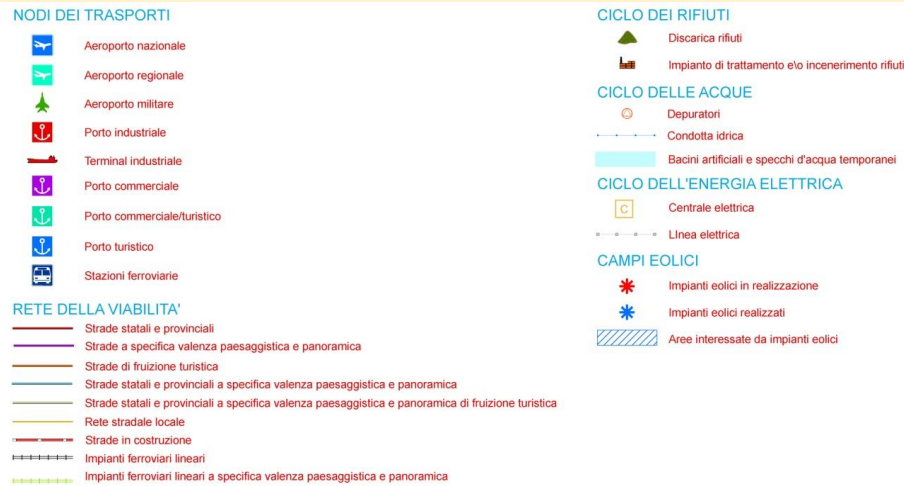 NODI DEI TRASPORTI
Aeroporto nazionale
Aeroporto regionale
Aeroporto militare
Porto industriale
Terminal industriale
Porto commerciale
Porto commerciale/turistico
Porto turistico
Stazioni ferroviarie
RETE DELLA VIABILITA'
Strade statali e provinciali
Strade a specifica valenza paesaggistica e panoramica
Strade di fruizione turistica
Strade statali e provinciali a specifica valenza paesaggistica e panoramica
Strade statali e provinciali a specifica valenza paesaggistica e panoramica di fruizione turistica
Rete stradale locale
Strade in costruzione
Impianti ferroviari lineari
Impianti ferroviari lineari a specifica valenza paesaggistica e panoramica
CICLO DEI RIFIUTI
Discarica rifiuti
Impianto di trattamento e\o incenerimento rifiuti
CICLO DELLE ACQUE
Depuratori
Condotta idrica
Bacini artificiali e specchi d'acqua temporanei
CICLO DELL'ENERGIA ELETTRICA
C
Centrale elettrica
LInea elettrica
CAMPI EOLICI
Impianti eolici in realizzazione
Impianti eolici realizzati
Aree interessate da impianti eolici